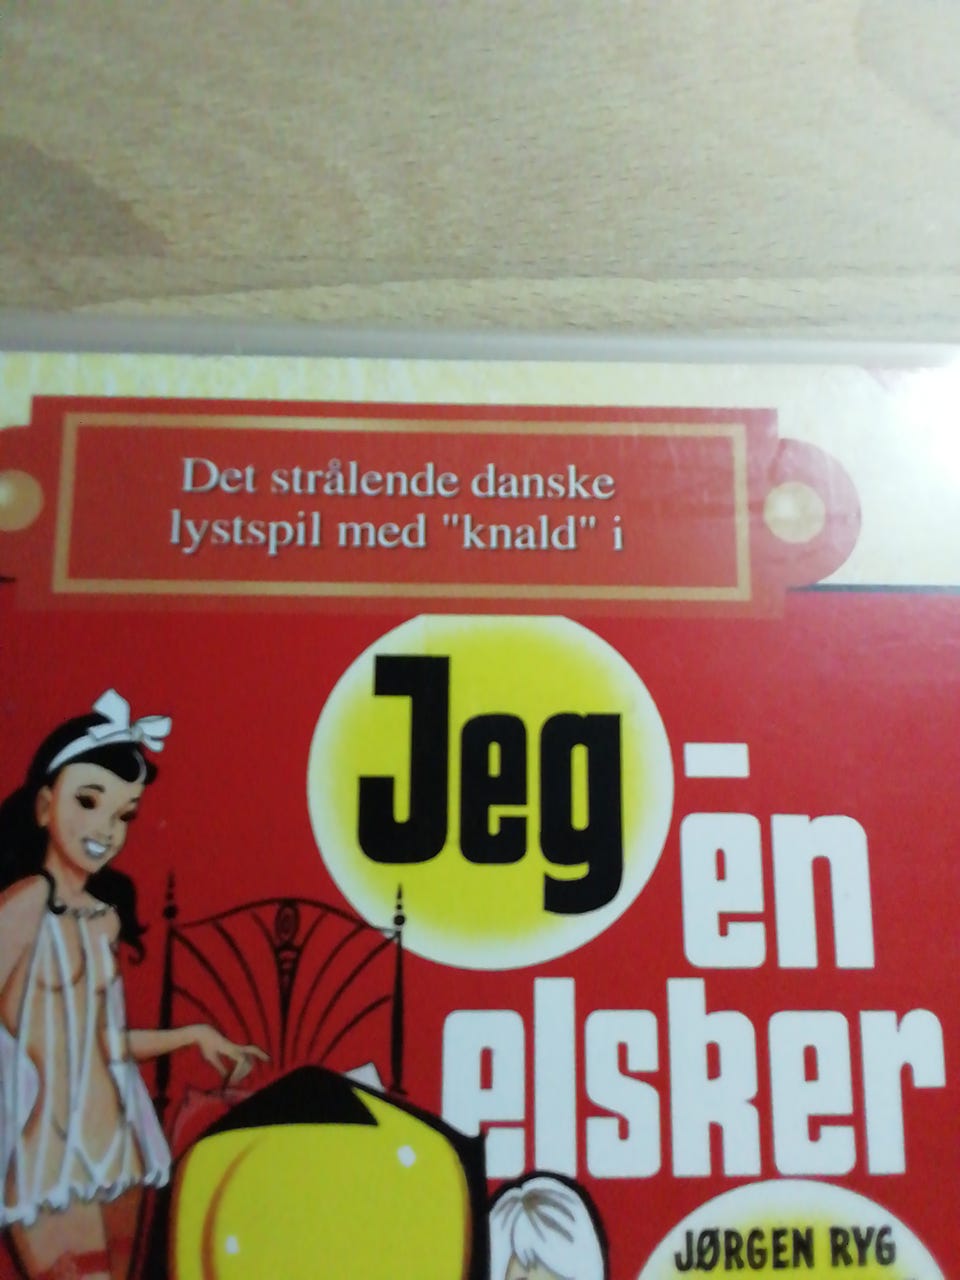 Det strålende danske
lystspil med "knald" i
Jeg -
en
elsker
JØRGEN RYG